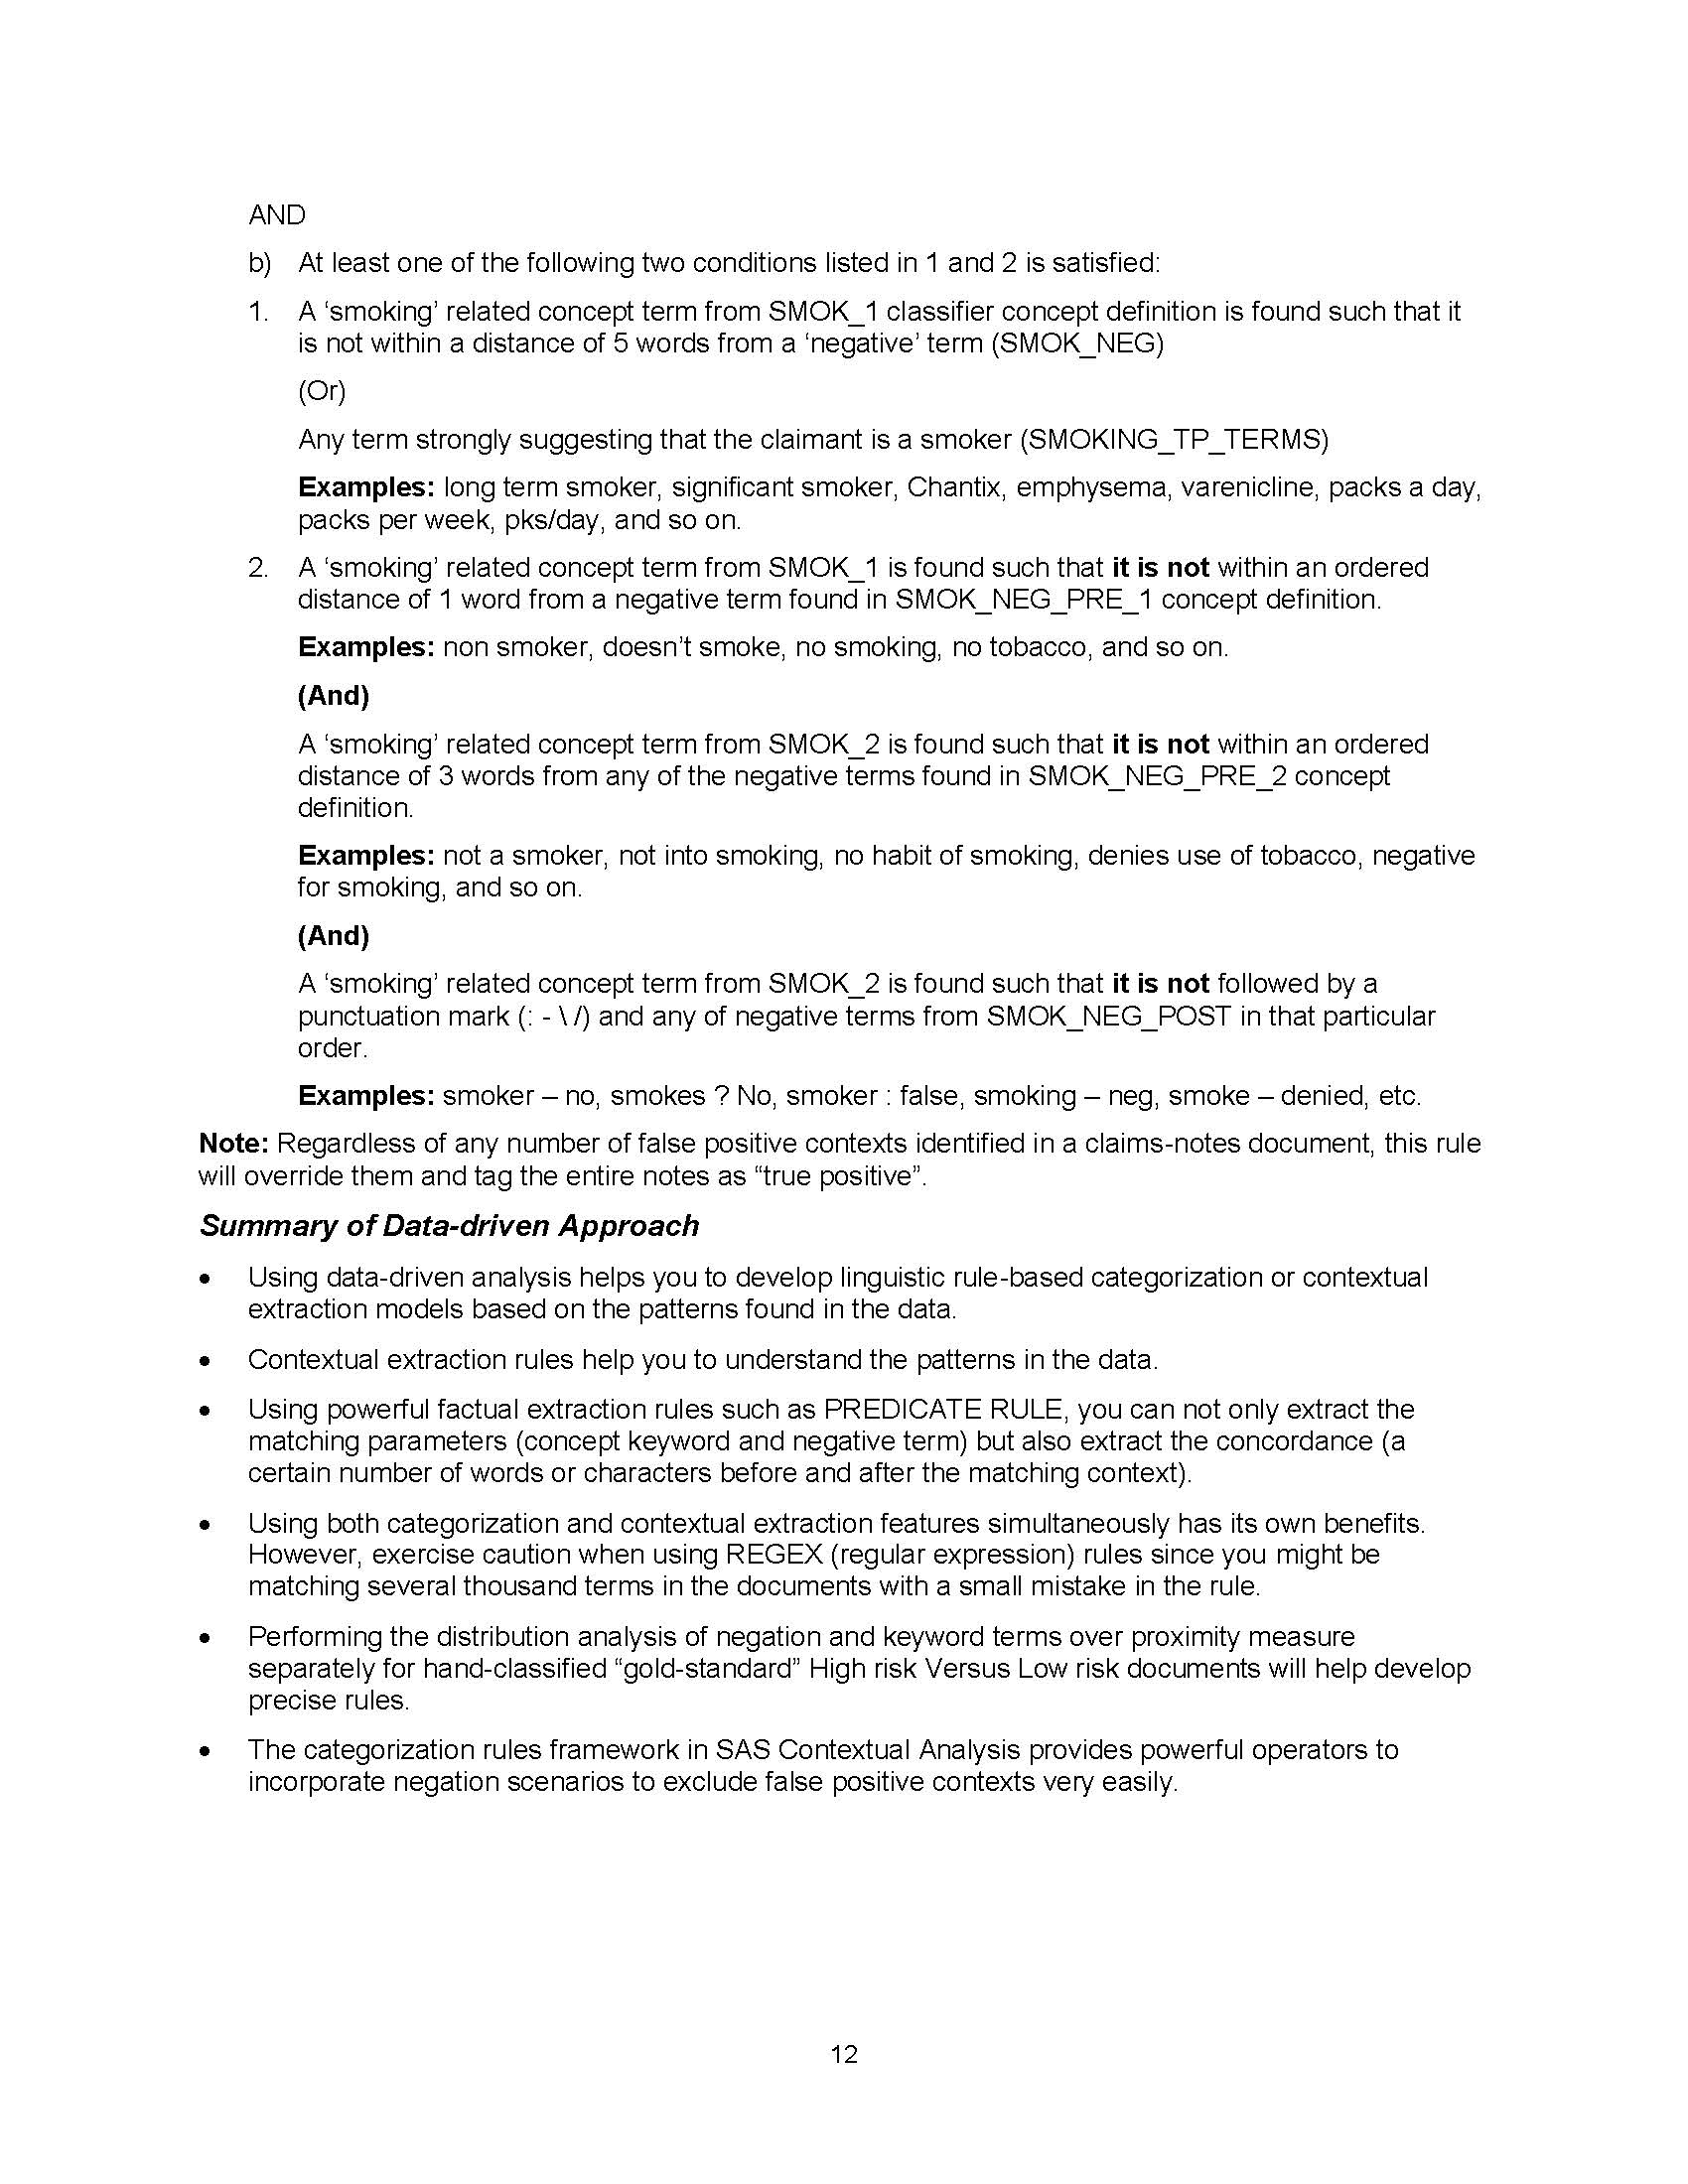 AND
b) At least one of the following two conditions listed in 1 and 2 is satisfied:
1. A ‘smoking’ related concept term from SMOK_1 classifier concept definition is found such that it
is not within a distance of 5 words from a ‘negative’ term (SMOK_NEG)
(Or)
Any term strongly suggesting that the claimant is a smoker (SMOKING_TP_TERMS)
Examples: long term smoker, significant smoker, Chantix, emphysema, varenicline, packs a day,
packs per week, pks/day, and so on.
2. A ‘smoking’ related concept term from SMOK_1 is found such that it is not within an ordered
distance of 1 word from a negative term found in SMOK_NEG_PRE_1 concept definition.
Examples: non smoker, doesn’t smoke, no smoking, no tobacco, and so on.
(And)
A ‘smoking’ related concept term from SMOK_2 is found such that it is not within an ordered
distance of 3 words from any of the negative terms found in SMOK_NEG_PRE_2 concept
definition.
Examples: not a smoker, not into smoking, no habit of smoking, denies use of tobacco, negative
for smoking, and so on.
(And)
A ‘smoking’ related concept term from SMOK_2 is found such that it is not followed by a
punctuation mark (: - \ /) and any of negative terms from SMOK_NEG_POST in that particular
order.
Examples: smoker – no, smokes ? No, smoker : false, smoking – neg, smoke – denied, etc.
Note: Regardless of any number of false positive contexts identified in a claims-notes document, this rule
will override them and tag the entire notes as “true positive”.
Summary of Data-driven Approach
• Using data-driven analysis helps you to develop linguistic rule-based categorization or contextual
extraction models based on the patterns found in the data.
• Contextual extraction rules help you to understand the patterns in the data.
• Using powerful factual extraction rules such as PREDICATE RULE, you can not only extract the
matching parameters (concept keyword and negative term) but also extract the concordance (a
certain number of words or characters before and after the matching context).
• Using both categorization and contextual extraction features simultaneously has its own benefits.
However, exercise caution when using REGEX (regular expression) rules since you might be
matching several thousand terms in the documents with a small mistake in the rule.
• Performing the distribution analysis of negation and keyword terms over proximity measure
separately for hand-classified “gold-standard” High risk Versus Low risk documents will help develop
precise rules.
• The categorization rules framework in SAS Contextual Analysis provides powerful operators to
incorporate negation scenarios to exclude false positive contexts very easily.
12